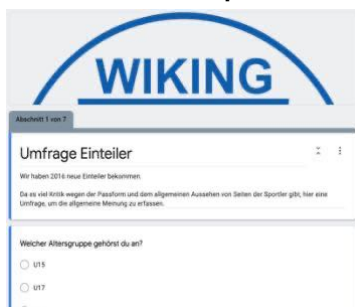 WIKING
Abschnitt 1 von 7
Umfrage Einteiler
Wir haben 2016 neue Einteiler bekommen.
Da es viel Kritik wegen der Passform und dem allgemeinen Aussehen von Seiten der Sportler gibt, hier eine
Umfrage, um die allgemeine Meinung zu erfassen.
Welcher Altersgruppe gehörst du an?
U15
U17